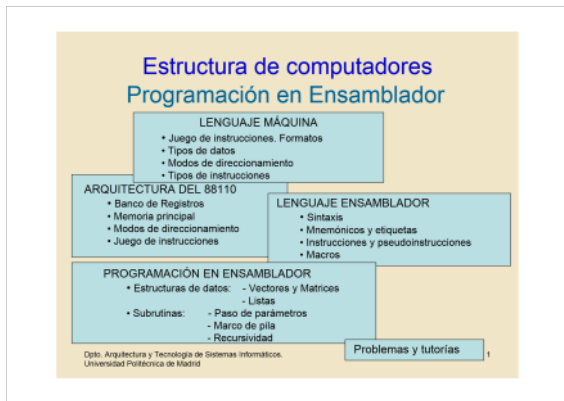 Estructura de computadores
Programación en Ensamblador
LENGUAJE MÁQUINA
• Juego de instrucciones. Formatos
• Tipos de datos
• Modos de direccionamiento
• Tipos de instrucciones
ARQUITECTURA DEL 88110
• Banco de Registros
• Memoria principal
• Modos de direccionamiento
• Juego de instrucciones
LENGUAJE ENSAMBLADOR
• Sintaxis
• Mnemónicos y etiquetas
• Instrucciones y pseudoinstrucciones
• Macros
PROGRAMACIÓN EN ENSAMBLADOR
• Estructuras de datos: - Vectores y Matrices
- Listas
• Subrutinas: - Paso de parámetros
- Marco de pila
- Recursividad
Problemas y tutorías
Dpto. Arquitectura y Tecnología de Sistemas Informáticos.
Universidad Politécnica de Madrid
1